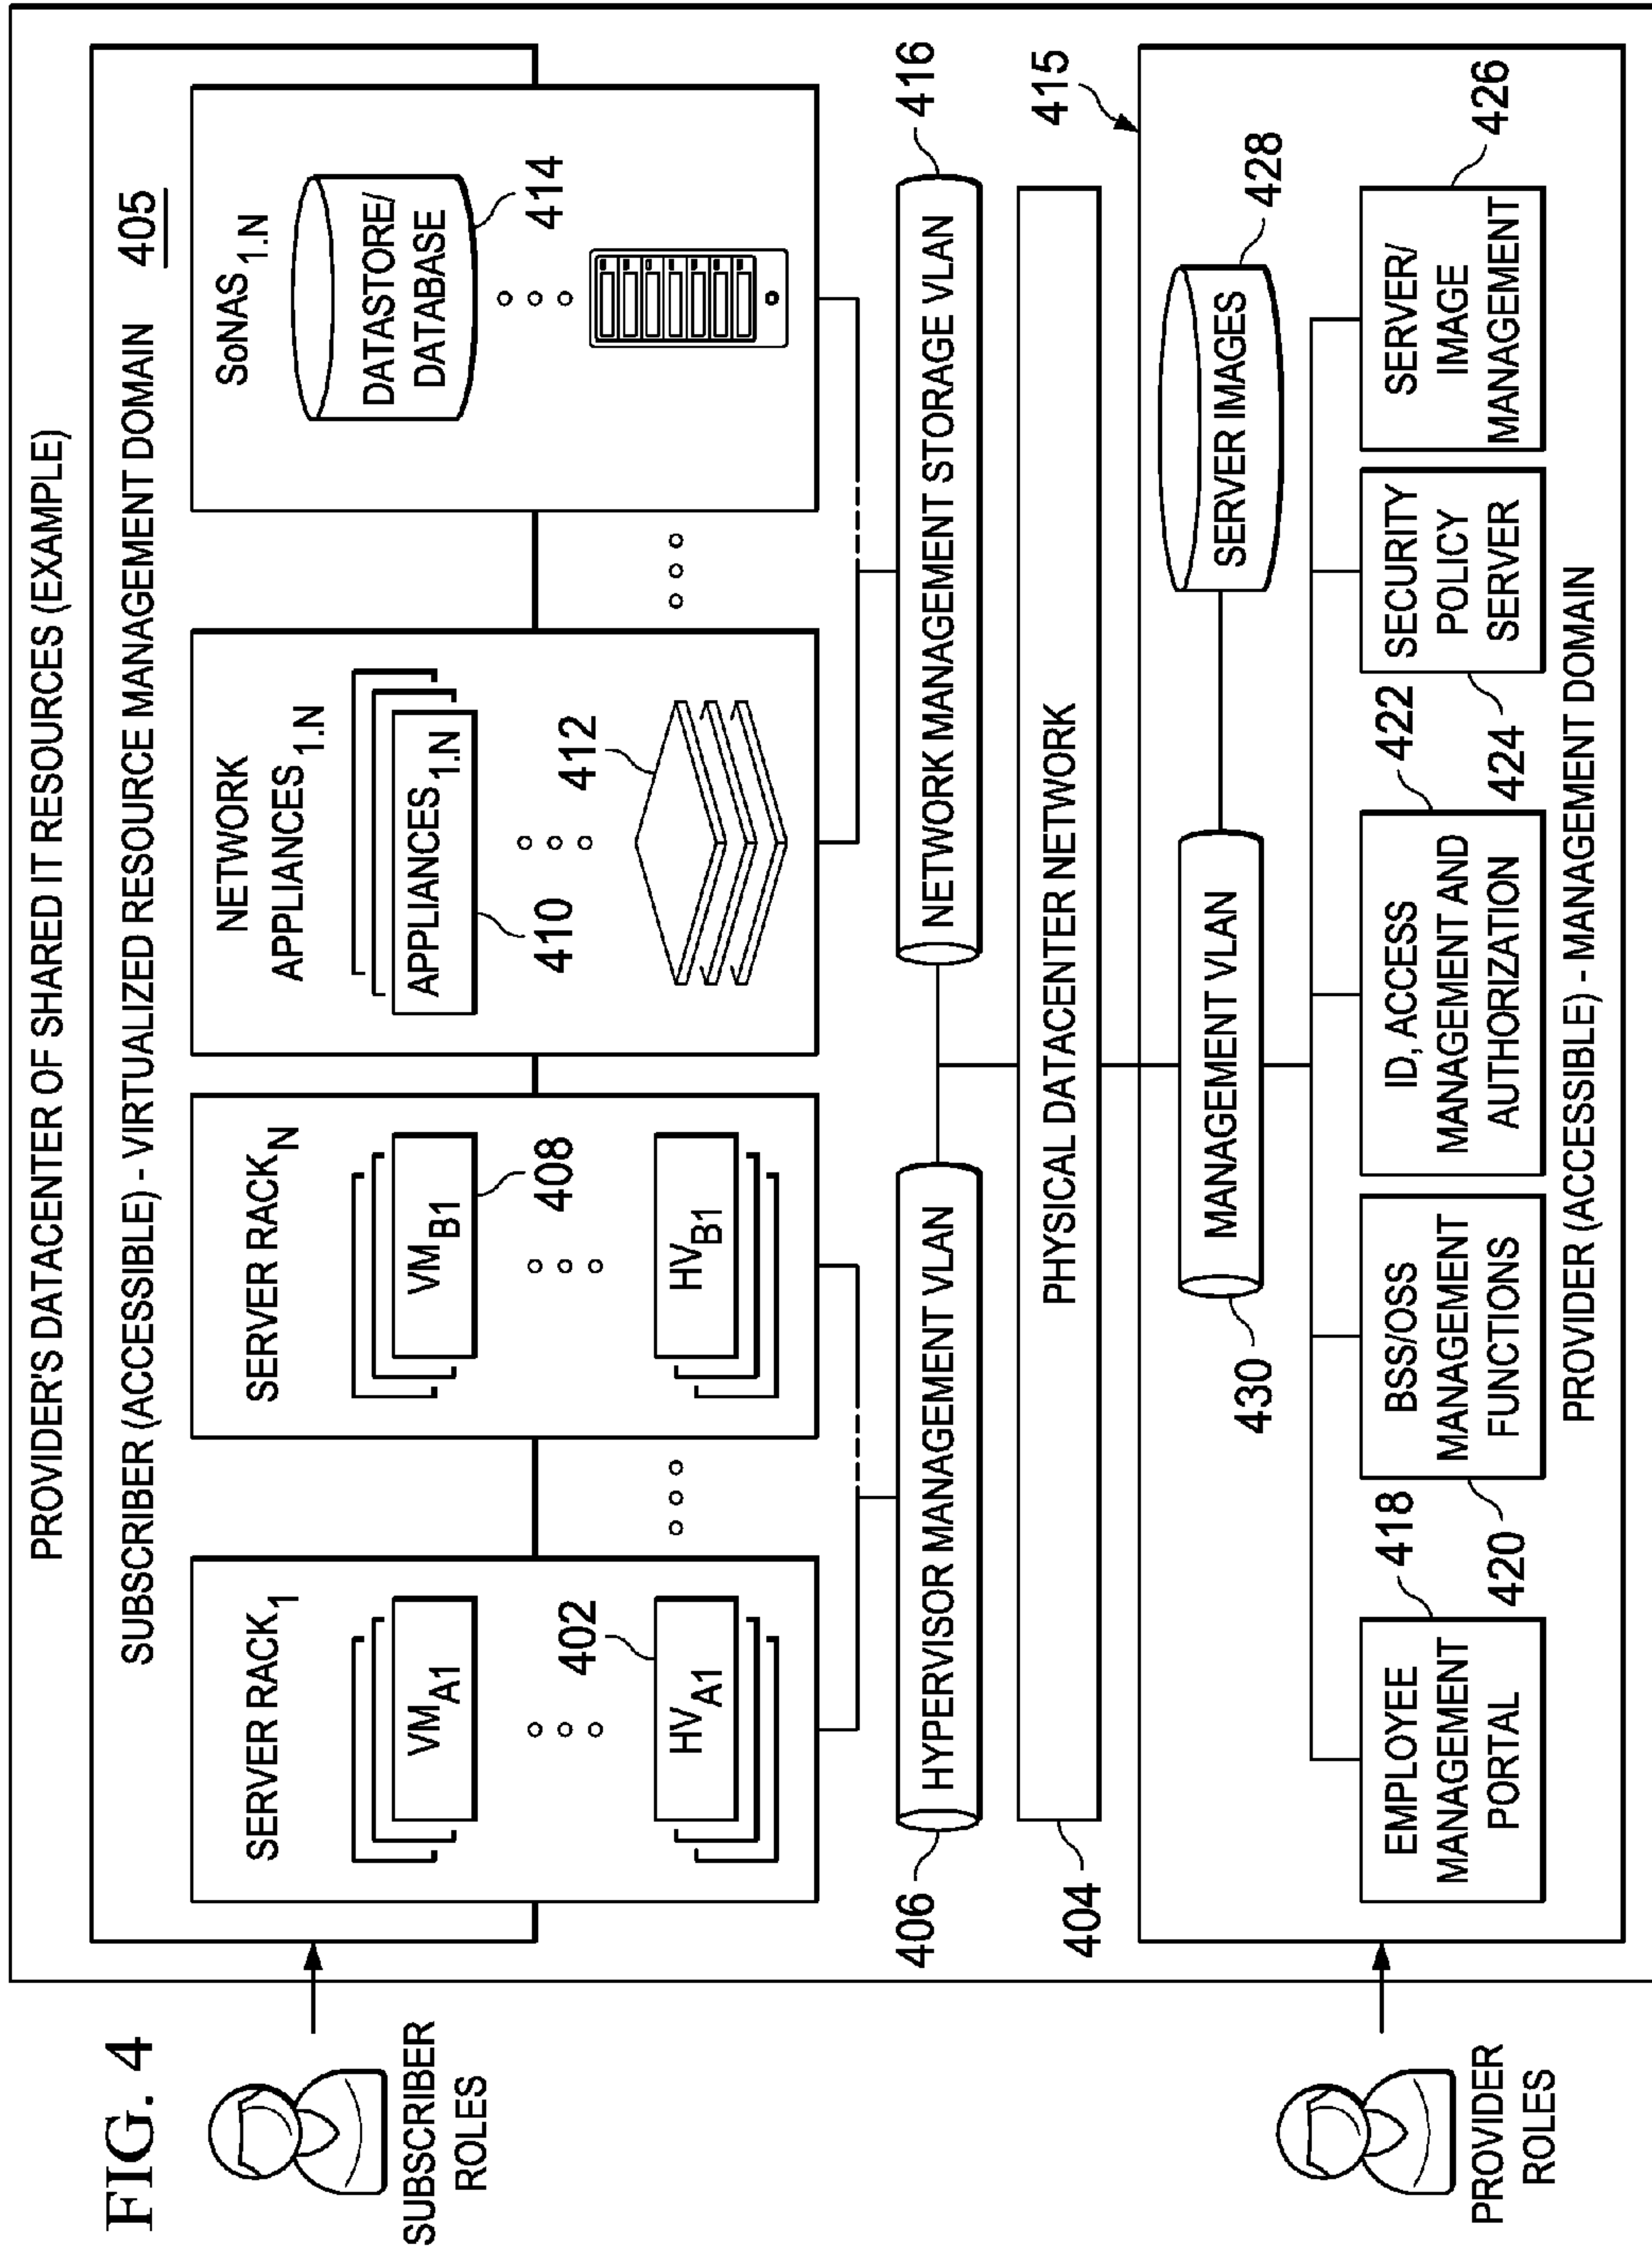 FIG. 4
PROVIDER'S DATACENTER OF SHARED IT RESOURCES (EXAMPLE)
SUBSCRIBER (ACCESSIBLE) - VIRTUALIZED RESOURCE MANAGEMENT DOMAIN 405
SUBSCRIBER
ROLES
SERVER RACK1
VMA1
402
HVA1
SERVER RACKN
VMB1
408
HVB1
NETWORK
APPLIANCES1.N
APPLIANCES1.N
410
412
SoNAS1.N
DATASTORE/
DATABASE
414
406
HYPERVISOR MANAGEMENT VLAN
NETWORK MANAGEMENT STORAGE VLAN
416
404
PHYSICAL DATACENTER NETWORK
415
430
MANAGEMENT VLAN
SERVER IMAGES
428
PROVIDER
ROLES
418
EMPLOYEE
MANAGEMENT
PORTAL
BSS/OSS
MANAGEMENT
FUNCTIONS
420
422
ID, ACCESS
MANAGEMENT AND
AUTHORIZATION
SECURITY
POLICY
SERVER
424
426
SERVER/
IMAGE
MANAGEMENT
PROVIDER (ACCESSIBLE) - MANAGEMENT DOMAIN